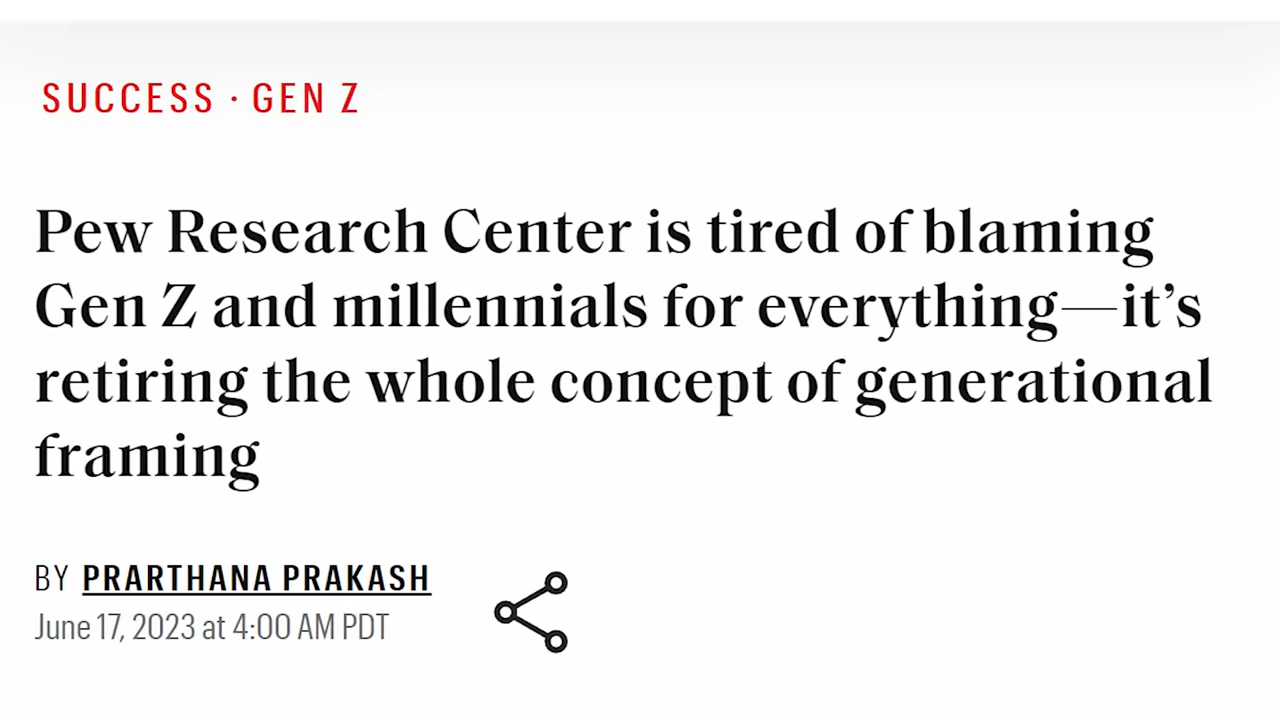 SUCCESS · GEN Z
Pew Research Center is tired of blaming
Gen Z and millennials for everything—it’s
retiring the whole concept of generational
framing
BY PRARTHANA PRAKASH
June 17, 2023 at 4:00 AM PDT